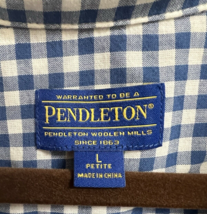 WARRANTED TO BE A
PENDLETON®
PENDLETON WOOLEN MILLS
SINCE 1863
L
PETITE
MADE IN CHINA